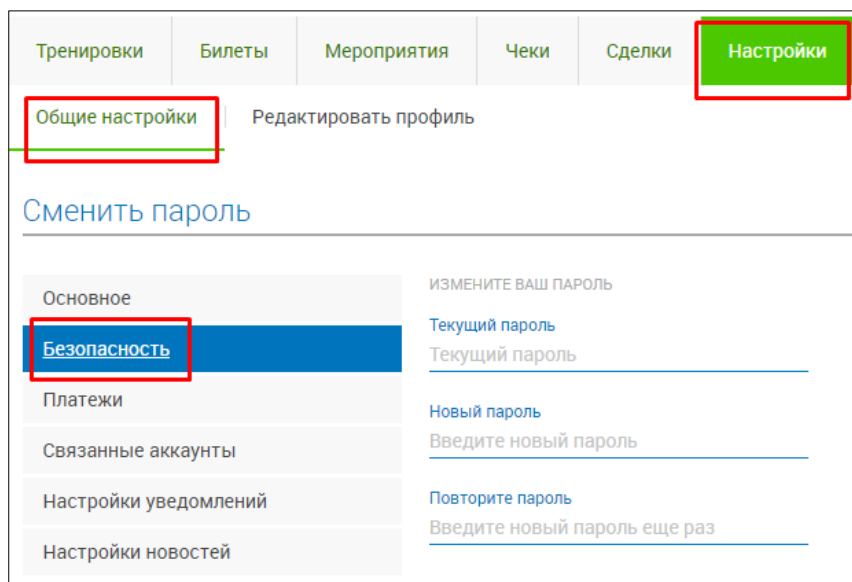 Тренировки Билеты Мероприятия Чеки Сделки Настройки
Общие настройки Редактировать профиль
Сменить пароль
Основное
Безопасность
Платежи
Связанные аккаунты
Настройки уведомлений
Настройки новостей
ИЗМЕНИТЕ ВАШ ПАРОЛЬ
Текущий пароль
Текущий пароль
Новый пароль
Введите новый пароль
Повторите пароль
Введите новый пароль еще раз